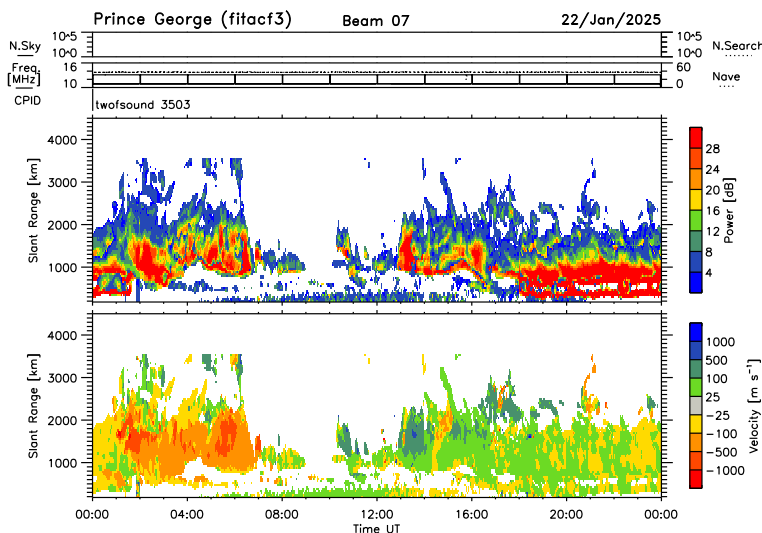 Prince George (fitacf3) Beam 07 22/Jan/2025
10^5 10^5
N.Sky N.Search
10^0 10^0
Freq. 16 60
[MHz] 10 0 Nave
CPID twofsound 3503
4000
3000
2000
1000
Slant Range [km]
28
24
20
16
12
8
4
Power [dB]
4000
3000
2000
1000
Slant Range [km]
1000
500
100
25
-25
-100
-500
-1000
Velocity [m s⁻¹]
00:00 04:00 08:00 12:00 16:00 20:00 00:00
Time UT